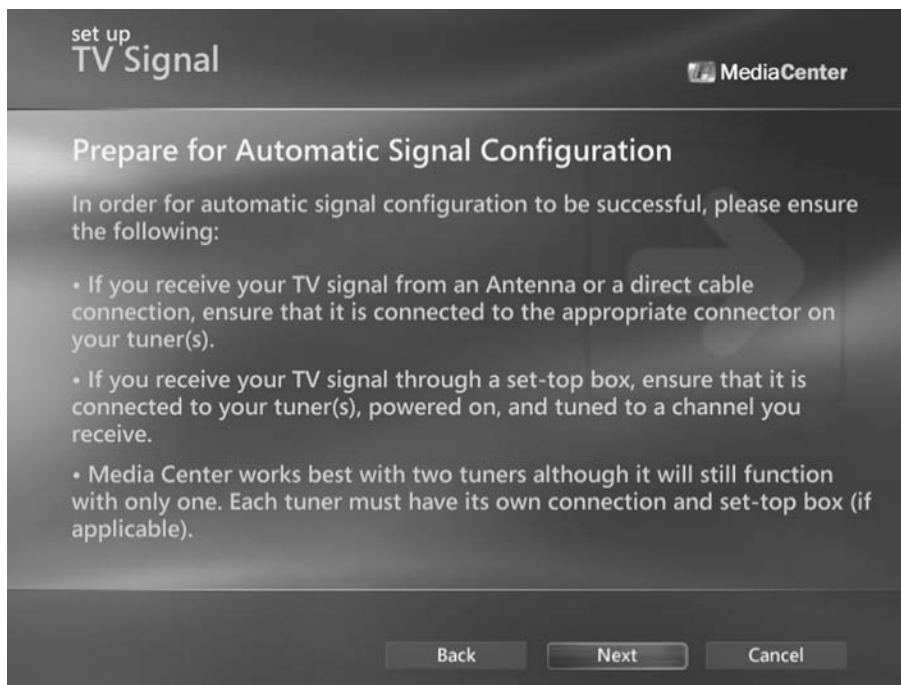 set up
TV Signal
MediaCenter
Prepare for Automatic Signal Configuration
In order for automatic signal configuration to be successful, please ensure
the following:
• If you receive your TV signal from an Antenna or a direct cable
connection, ensure that it is connected to the appropriate connector on
your tuner(s).
• If you receive your TV signal through a set-top box, ensure that it is
connected to your tuner(s), powered on, and tuned to a channel you
receive.
• Media Center works best with two tuners although it will still function
with only one. Each tuner must have its own connection and set-top box (if
applicable).
Back Next Cancel